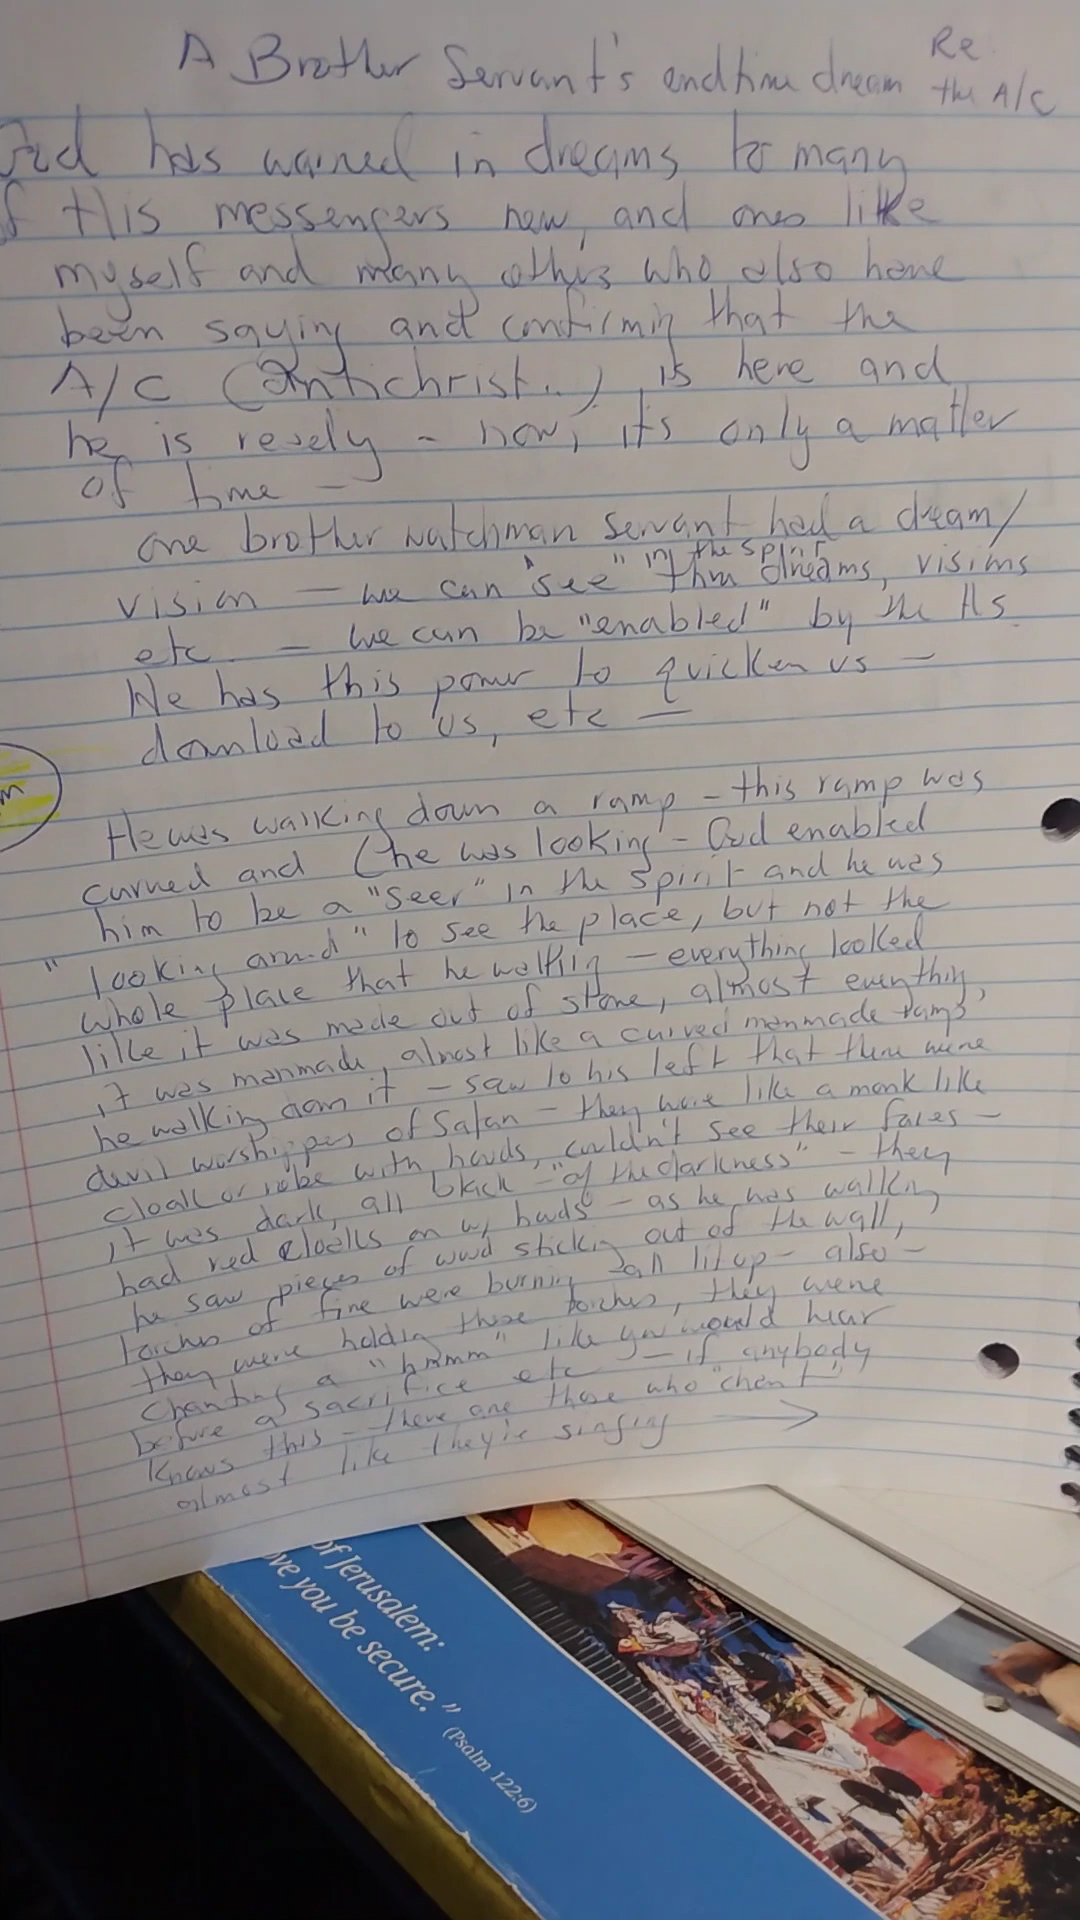 A Brother Servant's endtime dream Re the A/C
God has warned in dreams to many
of His messengers now, and ones like
myself and many others who also have
been saying and confirming that the
A/C (antichrist..) is here and
he is ready - now, it's only a matter
of time -
one brother watchman servant had a dream/
vision - we can "see" "in the spirit" thru dreams, visions
etc. - we can be "enabled" by the HS.
He has this power to quicken us -
download to us, etc -
He was walking down a ramp - this ramp was
curved and (he was looking - God enabled
him to be a "seer" in the spirit and he was
"looking around" to see the place, but not the
whole place that he walking - everything looked
like it was made out of stone, almost everything,
it was manmade, almost like a curved manmade ramp,
he walking down it - saw to his left that there were
devil worshippers of Satan - they wore like a monk like
cloak or robe with hoods, couldn't see their faces -
it was dark, all black - "of the darkness" - they
had red cloaks on w/ hoods - as he was walking
he saw pieces of wood sticking out of the wall,
torches of fire were burning all lit up - also -
they were holding these torches, they were
chanting a "hmmm" like you would hear
before a sacrifice etc - if anybody
knows this - there are those who "chant"
almost like they're singing →
of Jerusalem:
ve you be secure."
(Psalm 122:6)